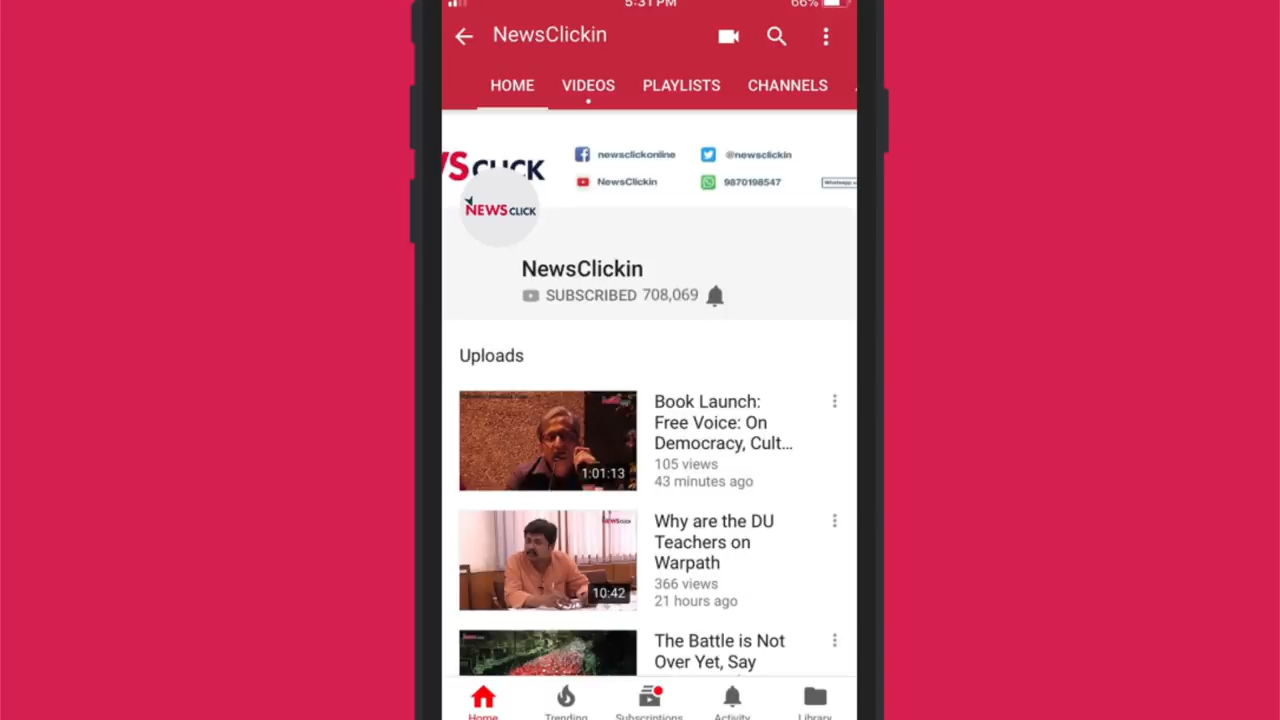 5:31 PM
66%
NewsClickin
HOME
VIDEOS
PLAYLISTS
CHANNELS
WS CLICK
newsclickonline
@newsclickin
NewsClickin
9870198547
NEWS CLICK
NewsClickin
SUBSCRIBED 708,069
Uploads
Book Launch:
Free Voice: On
Democracy, Cult...
105 views
43 minutes ago
1:01:13
Why are the DU
Teachers on
Warpath
366 views
21 hours ago
NEWSCLICK
10:42
The Battle is Not
Over Yet, Say
Home
Trending
Subscriptions
Activity
Library